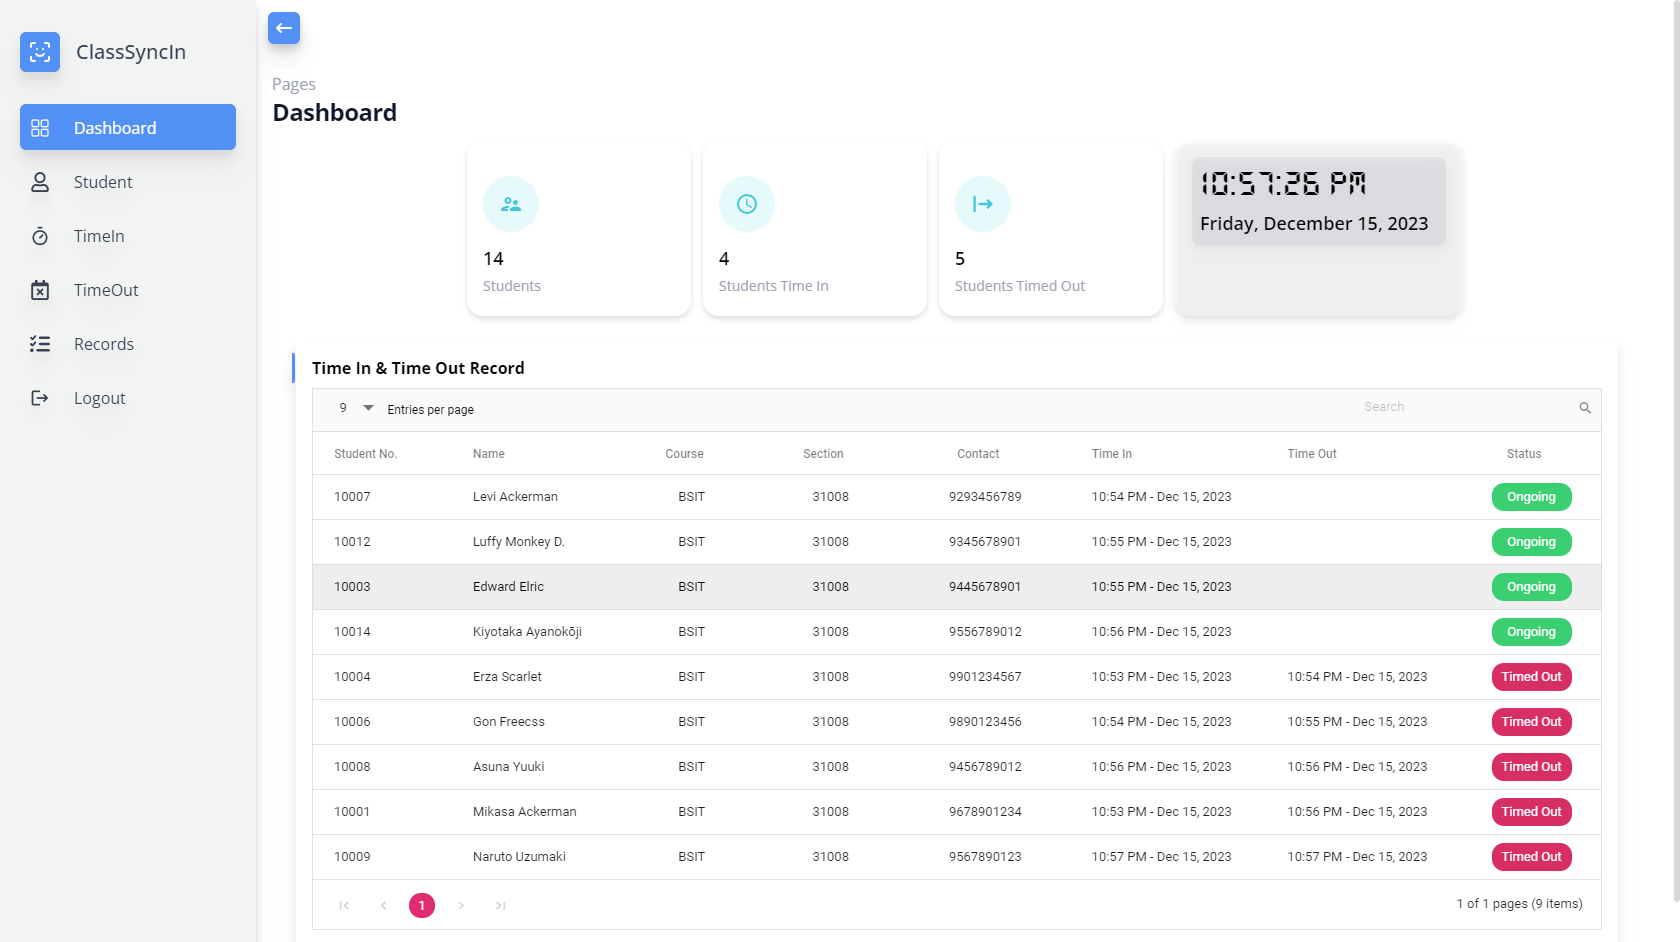 ClassSyncIn
Dashboard
Student
TimeIn
TimeOut
Records
Logout
Pages
Dashboard
14
Students
4
Students Time In
5
Students Timed Out
10:57:26 PM
Friday, December 15, 2023
Time In & Time Out Record
9 Entries per page Search
Student No. Name Course Section Contact Time In Time Out Status
10007 Levi Ackerman BSIT 31008 9293456789 10:54 PM - Dec 15, 2023 Ongoing
10012 Luffy Monkey D. BSIT 31008 9345678901 10:55 PM - Dec 15, 2023 Ongoing
10003 Edward Elric BSIT 31008 9445678901 10:55 PM - Dec 15, 2023 Ongoing
10014 Kiyotaka Ayanokōji BSIT 31008 9556789012 10:56 PM - Dec 15, 2023 Ongoing
10004 Erza Scarlet BSIT 31008 9901234567 10:53 PM - Dec 15, 2023 10:54 PM - Dec 15, 2023 Timed Out
10006 Gon Freecss BSIT 31008 9890123456 10:54 PM - Dec 15, 2023 10:55 PM - Dec 15, 2023 Timed Out
10008 Asuna Yuuki BSIT 31008 9456789012 10:56 PM - Dec 15, 2023 10:56 PM - Dec 15, 2023 Timed Out
10001 Mikasa Ackerman BSIT 31008 9678901234 10:53 PM - Dec 15, 2023 10:56 PM - Dec 15, 2023 Timed Out
10009 Naruto Uzumaki BSIT 31008 9567890123 10:57 PM - Dec 15, 2023 10:57 PM - Dec 15, 2023 Timed Out
1 1 of 1 pages (9 items)